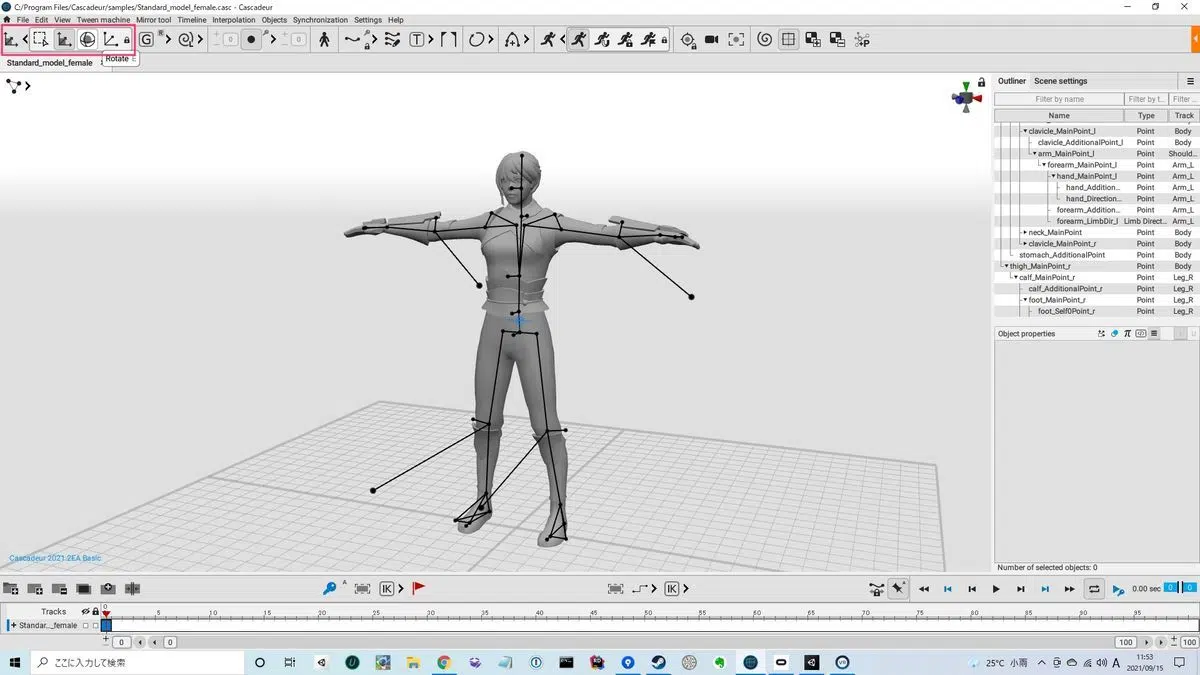 C:/Program Files/Cascadeur/samples/Standard_model_female.casc - Cascadeur
File Edit View Tween machine Mirror tool Timeline Interpolation Objects Synchronization Settings Help
G R 0 0 T P
Standard_model_female
Rotate E
Outliner Scene settings
Filter by name Filter by t... Filter ...
Name Type Track
clavicle_MainPoint_l Point Body
clavicle_AdditionalPoint_l Point Body
arm_MainPoint_l Point Should...
forearm_MainPoint_l Point Arm_L
hand_MainPoint_l Point Arm_L
hand_Addition... Point Arm_L
hand_Direction... Point Arm_L
forearm_Addition... Point Arm_L
forearm_LimbDir_l Limb Direct... Arm_L
neck_MainPoint Point Body
clavicle_MainPoint_r Point Body
stomach_AdditionalPoint Point Body
thigh_MainPoint_r Point Leg_R
calf_MainPoint_r Point Leg_R
calf_AdditionalPoint_r Point Leg_R
foot_MainPoint_r Point Leg_R
foot_Self0Point_r Point Leg_R
Object properties
Cascadeur 2021.2EA Basic
Number of selected objects: 0
A IK IK 0.00 sec 0 0
Tracks 0 5 10 15 20 25 30 35 40 45 50 55 60 65 70 75 80 85 90 95
Standar..._female
0 0 100 100
ここに入力して検索
25°C 小雨 A 11:53
2021/09/15